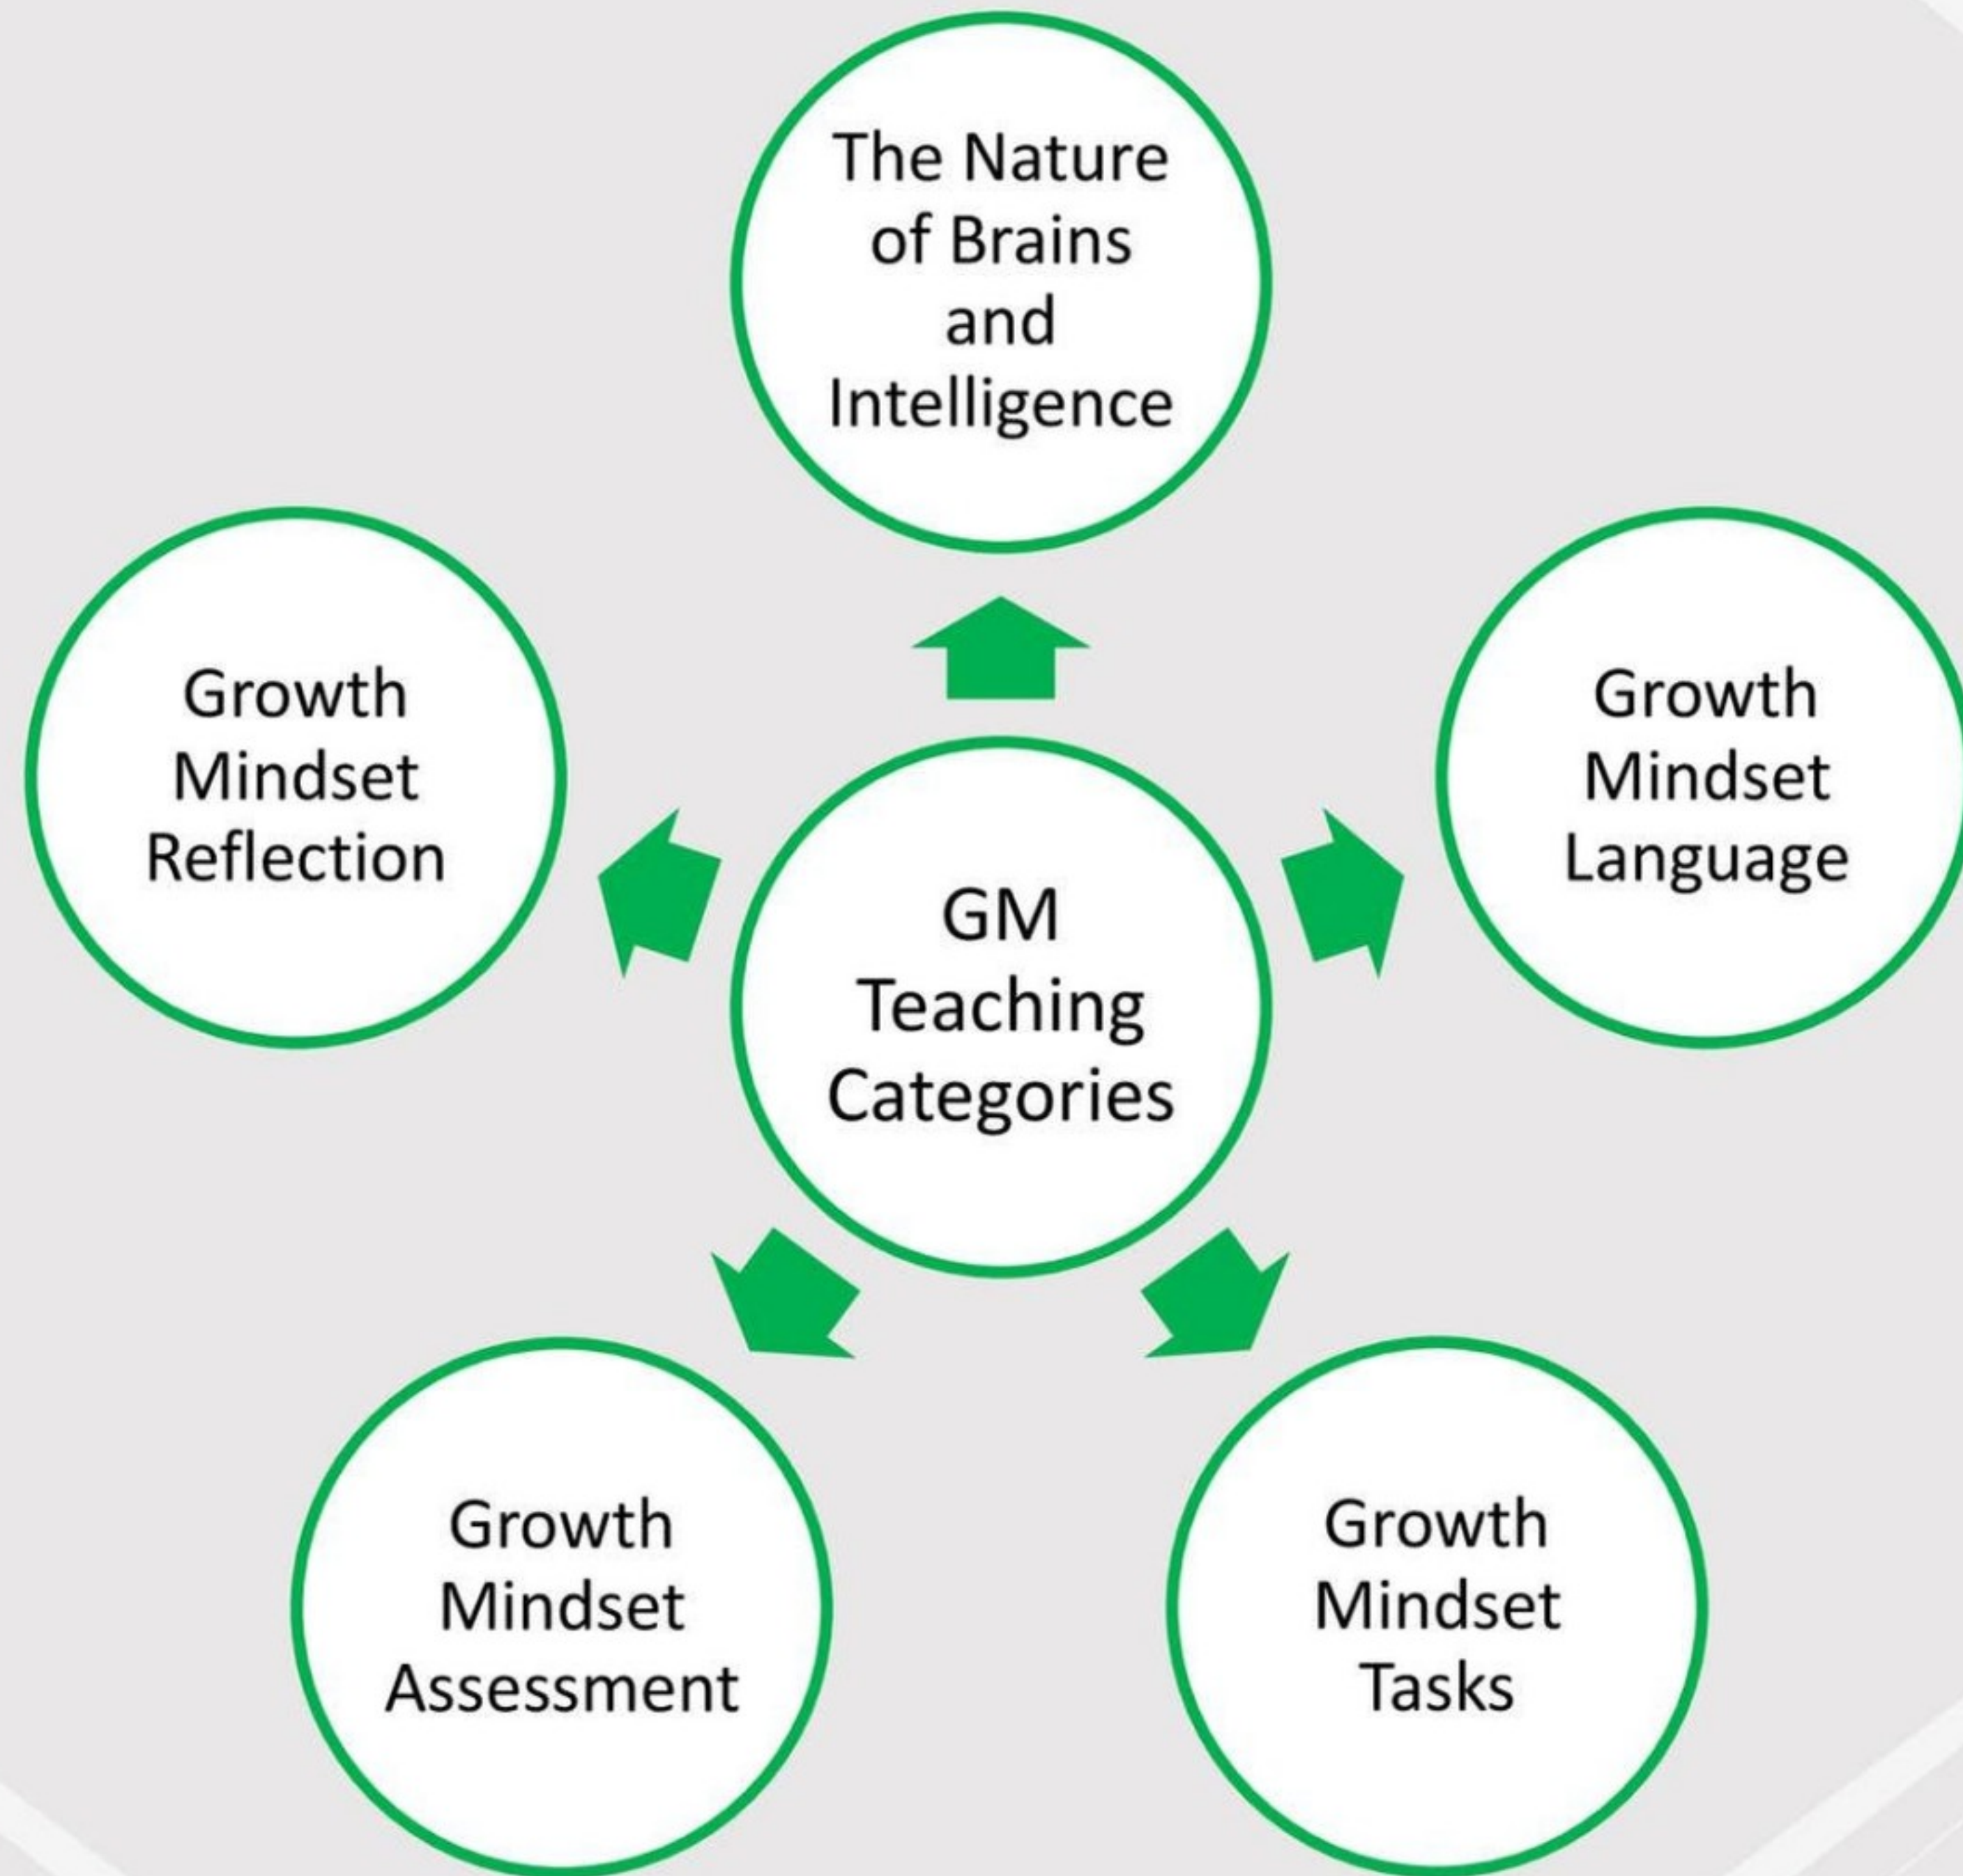 The Nature
of Brains
and
Intelligence
Growth
Mindset
Reflection
Growth
Mindset
Language
GM
Teaching
Categories
Growth
Mindset
Assessment
Growth
Mindset
Tasks